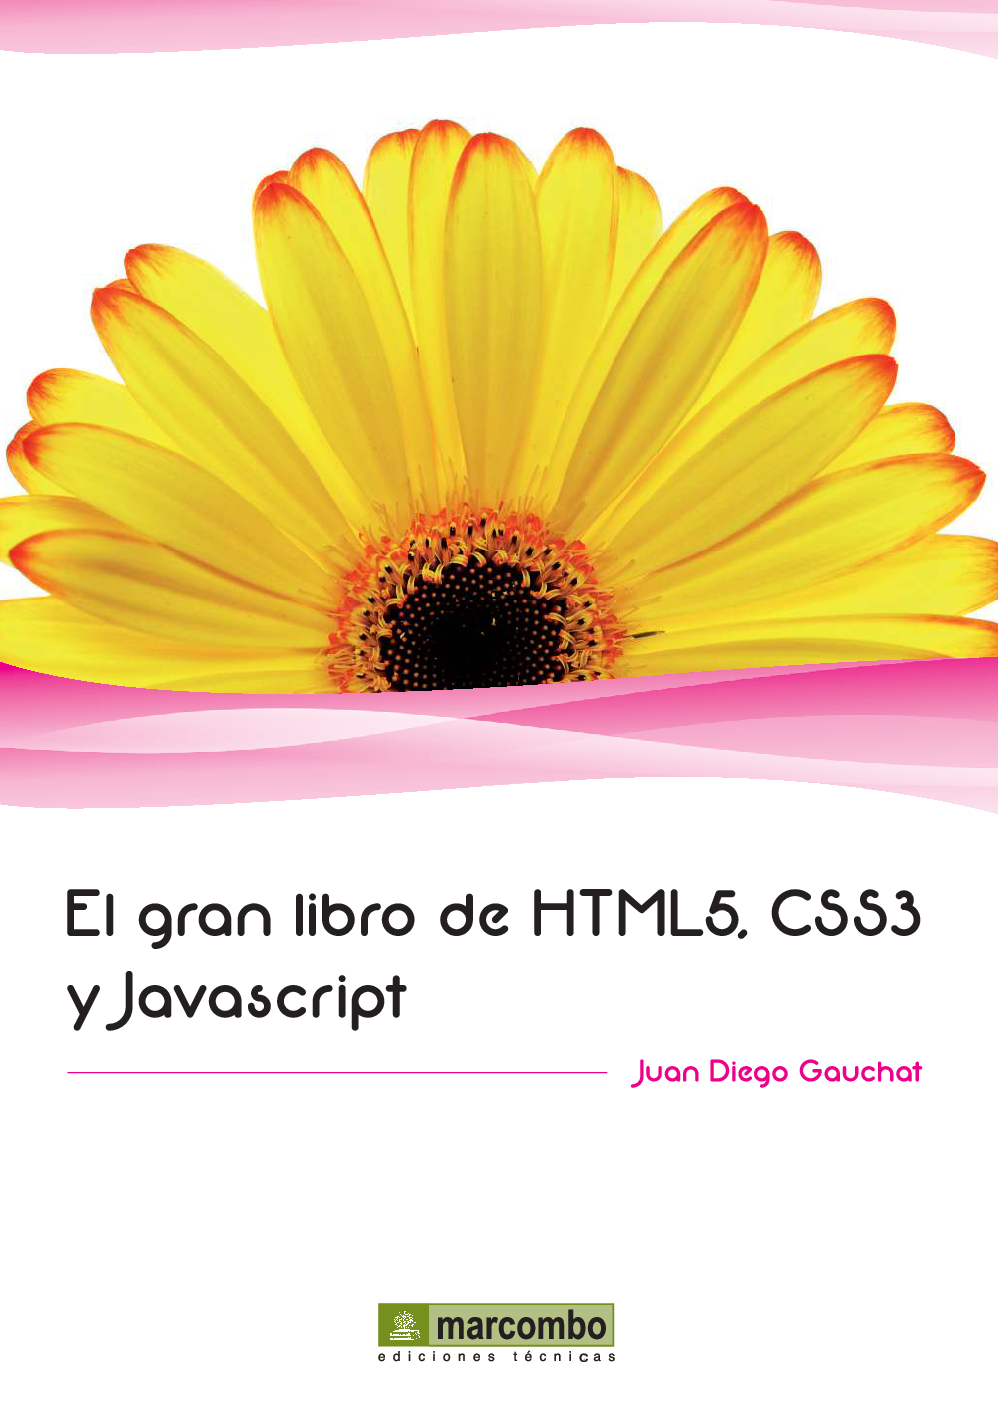 El gran libro de HTML5, CSS3
y Javascript
Juan Diego Gauchat
marcombo
ediciones técnicas